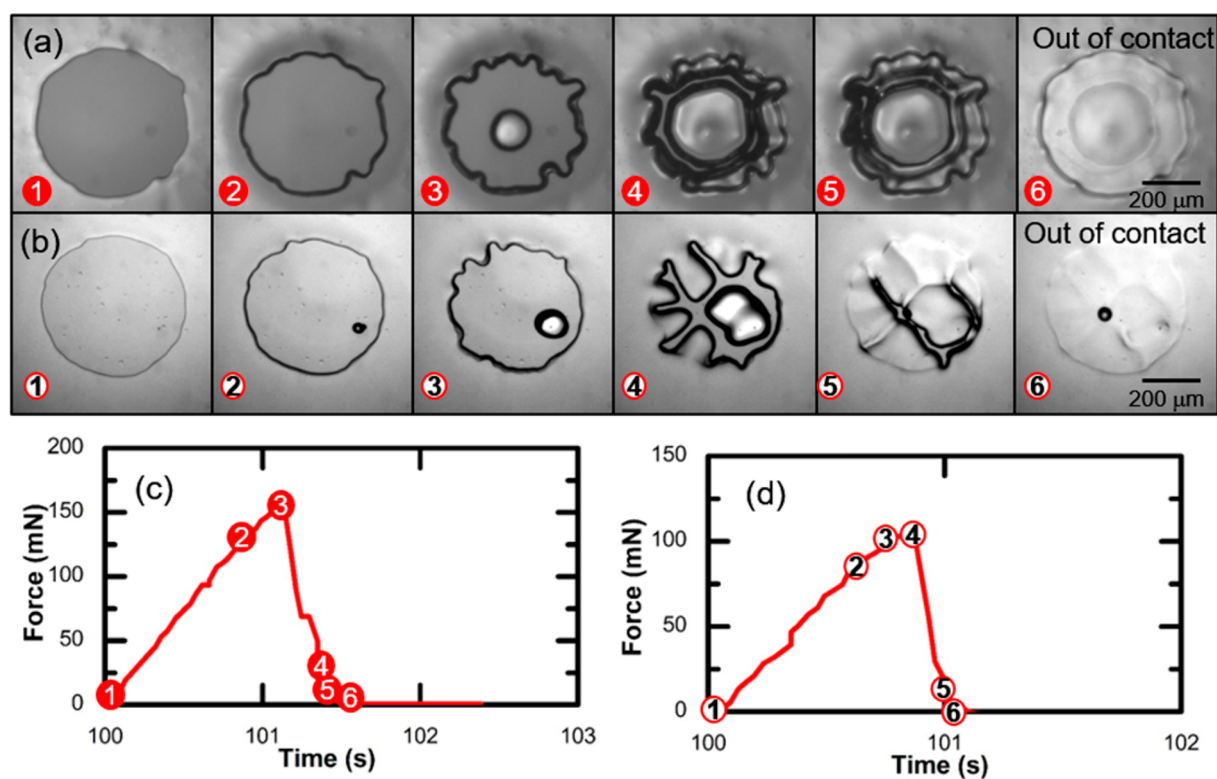 (a)
Out of contact
1 2 3 4 5 6
200 μm
(b)
Out of contact
1 2 3 4 5 6
200 μm
(c)
Force (mN)
200
150
100
50
0
1 2 3 4 5 6
100 101 102 103
Time (s)
(d)
Force (mN)
150
100
50
0
1 2 3 4 5 6
100 101 102
Time (s)